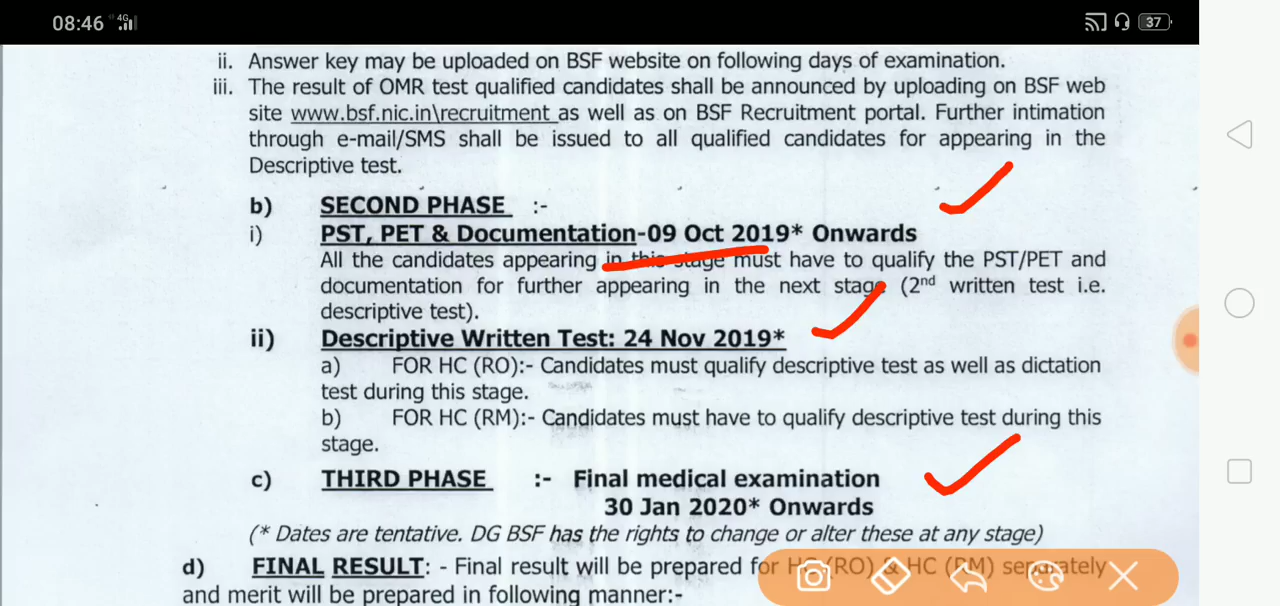 08:46 4G 37
ii. Answer key may be uploaded on BSF website on following days of examination.
iii. The result of OMR test qualified candidates shall be announced by uploading on BSF web
site www.bsf.nic.in\recruitment as well as on BSF Recruitment portal. Further intimation
through e-mail/SMS shall be issued to all qualified candidates for appearing in the
Descriptive test.
b) SECOND PHASE :-
i) PST, PET & Documentation-09 Oct 2019* Onwards
All the candidates appearing in this stage must have to qualify the PST/PET and
documentation for further appearing in the next stage (2nd written test i.e.
descriptive test).
ii) Descriptive Written Test: 24 Nov 2019*
a) FOR HC (RO):- Candidates must qualify descriptive test as well as dictation
test during this stage.
b) FOR HC (RM):- Candidates must have to qualify descriptive test during this
stage.
c) THIRD PHASE :- Final medical examination
30 Jan 2020* Onwards
(* Dates are tentative. DG BSF has the rights to change or alter these at any stage)
d) FINAL RESULT: - Final result will be prepared for HC (RO) & HC (RM) separately
and merit will be prepared in following manner:-